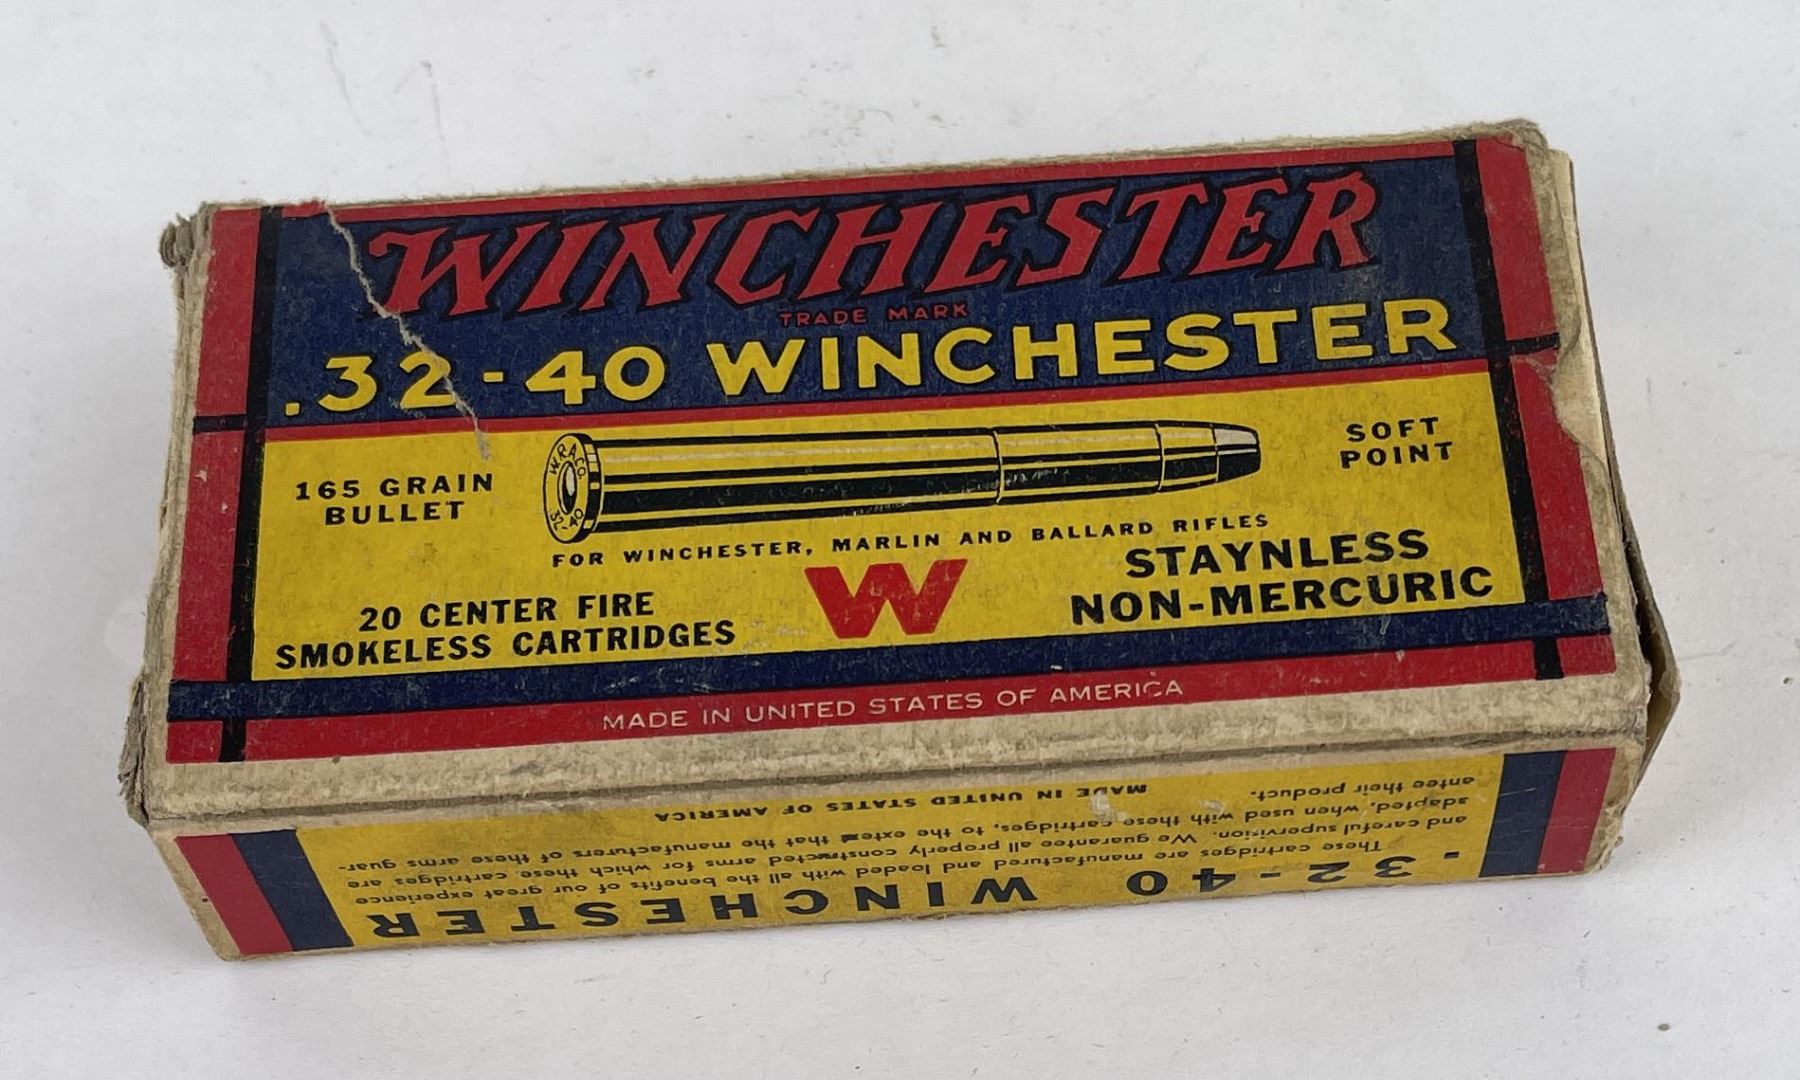 WINCHESTER
TRADE MARK
.32-40 WINCHESTER
165 GRAIN
BULLET
W.R.A.CO.
32-40
SOFT
POINT
FOR WINCHESTER, MARLIN AND BALLARD RIFLES
20 CENTER FIRE
SMOKELESS CARTRIDGES
W
STAYNLESS
NON-MERCURIC
MADE IN UNITED STATES OF AMERICA
.32-40 WINCHESTER
These cartridges are manufactured and loaded with all the benefits of our great experience
and careful supervision. We guarantee all properly constructed arms for which these cartridges are
adapted, when used with these cartridges, to the extent that the manufacturers of these arms guar-
antee their product.
MADE IN UNITED STATES OF AMERICA